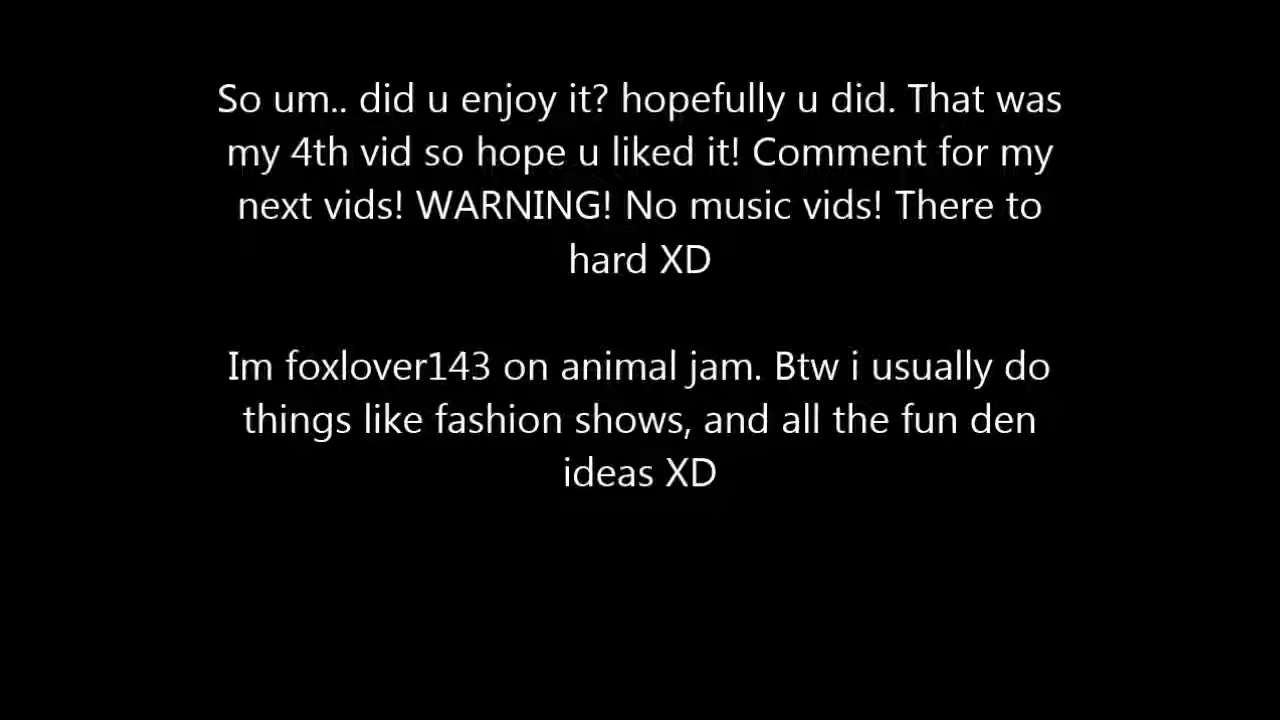 So um.. did u enjoy it? hopefully u did. That was
my 4th vid so hope u liked it! Comment for my
next vids! WARNING! No music vids! There to
hard XD
Im foxlover143 on animal jam. Btw i usually do
things like fashion shows, and all the fun den
ideas XD